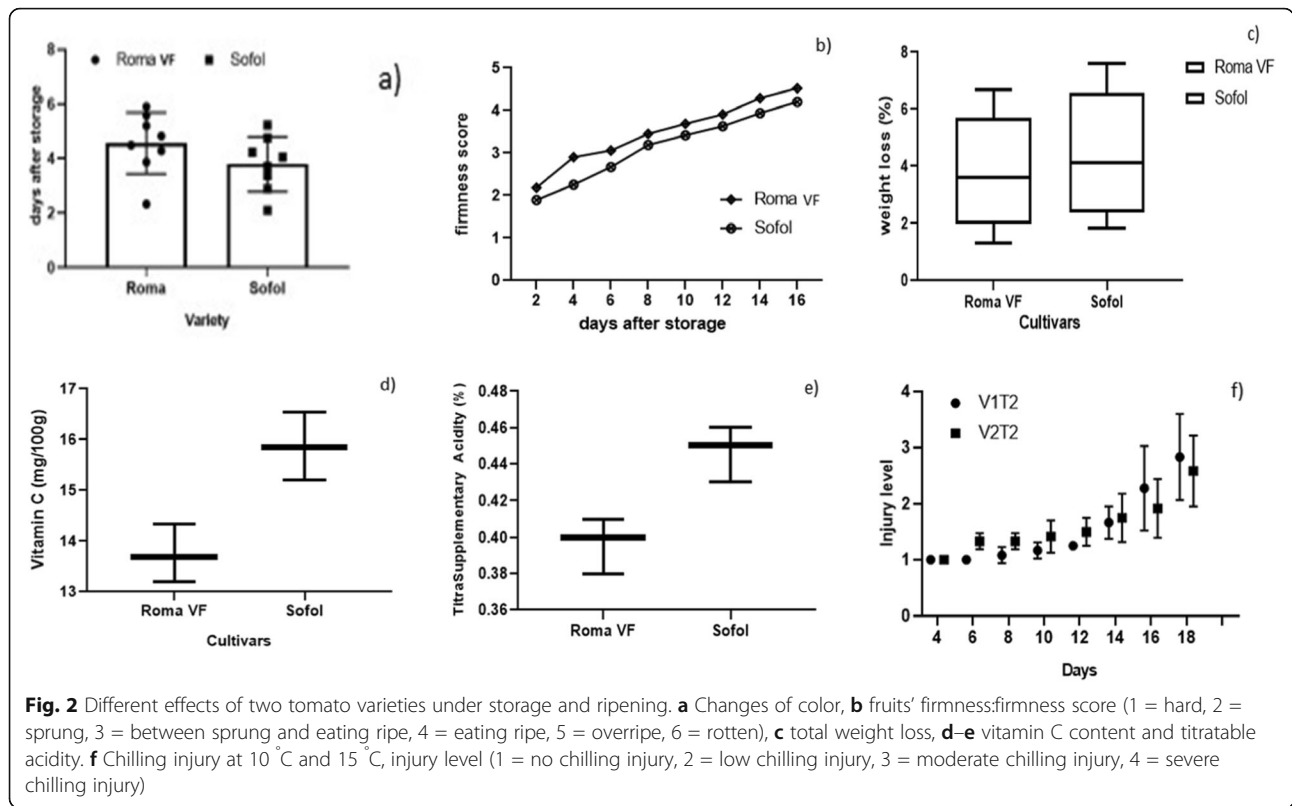 a)
Roma VF Sofol
days after storage
8
6
4
2
0
Roma Sofol
Variety
b)
firmness score
5
4
3
2
1
0
Roma VF
Sofol
2 4 6 8 10 12 14 16
days after storage
c)
Roma VF
Sofol
weight loss (%)
8
6
4
2
0
Roma VF Sofol
Cultivars
d)
Vitamin C (mg/100g)
17
16
15
14
13
Roma VF Sofol
Cultivars
e)
TitraSupplementary Acidity (%)
0.48
0.46
0.44
0.42
0.40
0.38
0.36
Roma VF Sofol
f)
V1T2
V2T2
Injury level
4
3
2
1
0
4 6 8 10 12 14 16 18
Days
Fig. 2 Different effects of two tomato varieties under storage and ripening. a Changes of color, b fruits’ firmness:firmness score (1 = hard, 2 =
sprung, 3 = between sprung and eating ripe, 4 = eating ripe, 5 = overripe, 6 = rotten), c total weight loss, d–e vitamin C content and titratable
acidity. f Chilling injury at 10 °C and 15 °C, injury level (1 = no chilling injury, 2 = low chilling injury, 3 = moderate chilling injury, 4 = severe
chilling injury)